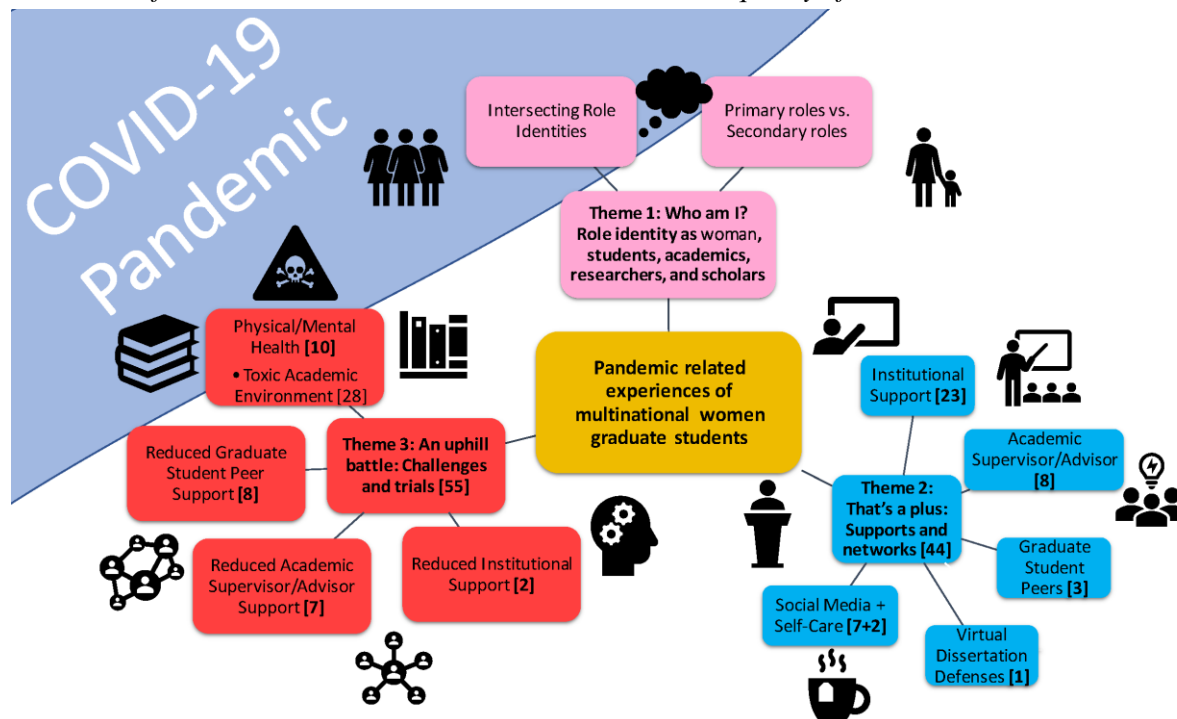 COVID-19
Pandemic
Intersecting Role
Identities
Primary roles vs.
Secondary roles
Theme 1: Who am I?
Role identity as woman,
students, academics,
researchers, and scholars
Pandemic related
experiences of
multinational women
graduate students
Physical/Mental
Health [10]
• Toxic Academic
Environment [28]
Theme 3: An uphill
battle: Challenges
and trials [55]
Reduced Graduate
Student Peer
Support [8]
Reduced Academic
Supervisor/Advisor
Support [7]
Reduced Institutional
Support [2]
Institutional
Support [23]
Academic
Supervisor/Advisor
[8]
Theme 2:
That's a plus:
Supports and
networks [44]
Graduate
Student
Peers [3]
Social Media +
Self-Care [7+2]
Virtual
Dissertation
Defenses [1]